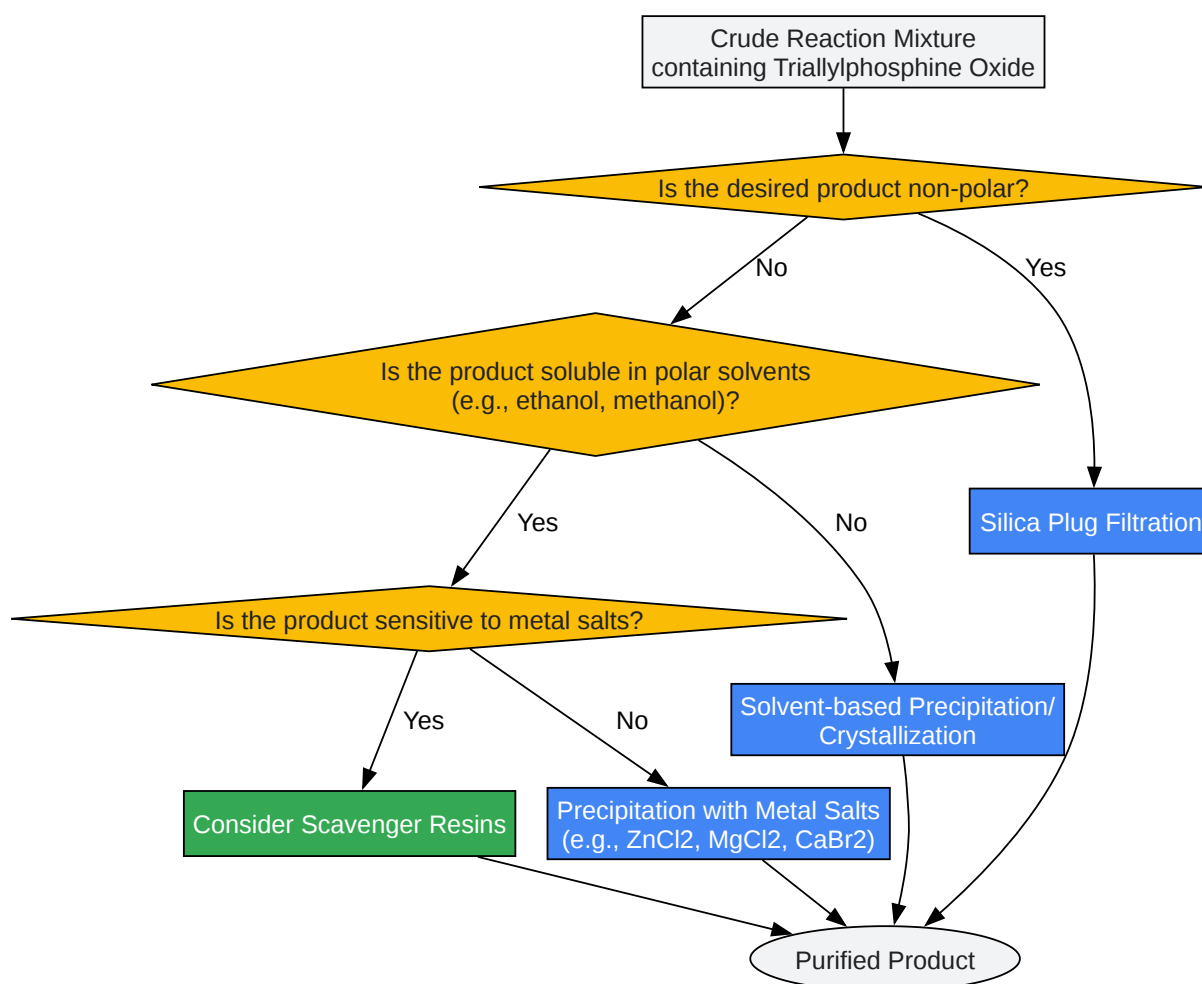 Crude Reaction Mixture
containing Triallylphosphine Oxide
Is the desired product non-polar?
No
Yes
Is the product soluble in polar solvents
(e.g., ethanol, methanol)?
Yes
No
Silica Plug Filtration
Is the product sensitive to metal salts?
Yes
No
Solvent-based Precipitation/
Crystallization
Consider Scavenger Resins
Precipitation with Metal Salts
(e.g., ZnCl2, MgCl2, CaBr2)
Purified Product